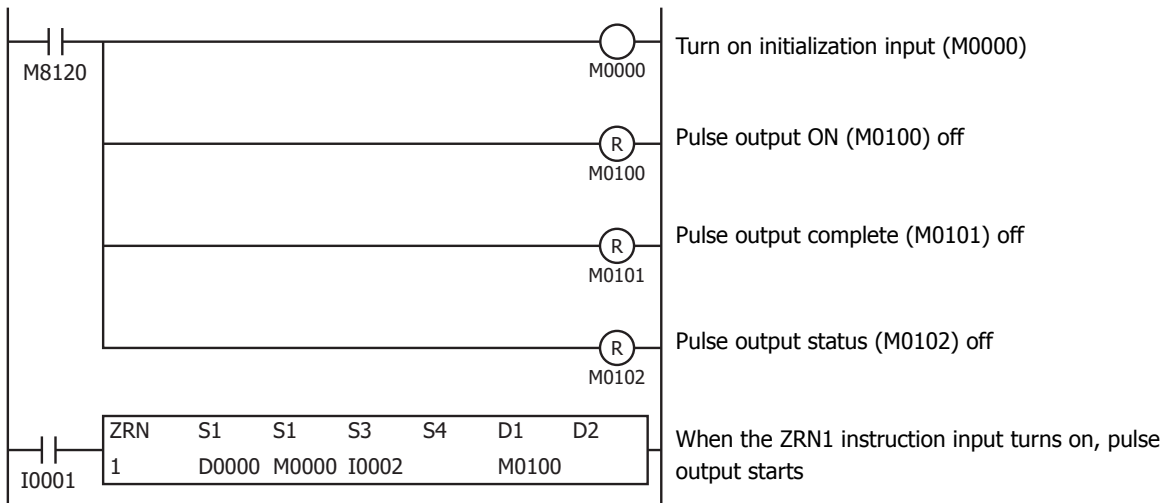 M8120
M0000
Turn on initialization input (M0000)
R
M0100
Pulse output ON (M0100) off
R
M0101
Pulse output complete (M0101) off
R
M0102
Pulse output status (M0102) off
I0001
ZRN S1 S1 S3 S4 D1 D2
1 D0000 M0000 I0002 M0100
When the ZRN1 instruction input turns on, pulse
output starts